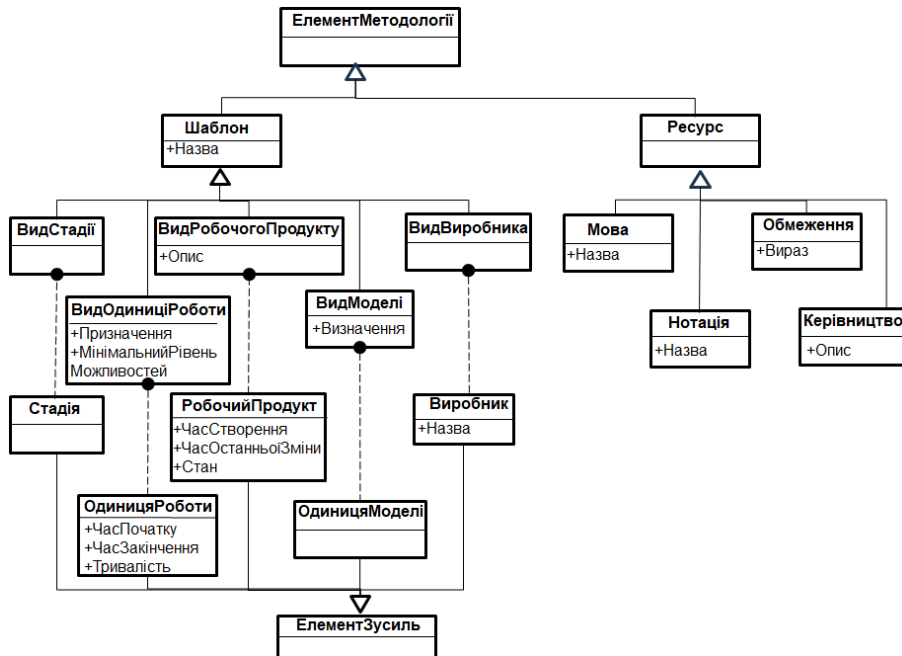 ЕлементМетодології
Шаблон
+Назва
Ресурс
ВидСтадії
ВидРобочогоПродукту
+Опис
ВидВиробника
Мова
+Назва
Обмеження
+Вираз
ВидОдиниціРоботи
+Призначення
+МінімальнийРівень
Можливостей
ВидМоделі
+Визначення
Нотація
+Назва
Керівництво
+Опис
Стадія
РобочийПродукт
+ЧасСтворення
+ЧасОстанньоїЗміни
+Стан
Виробник
+Назва
ОдиницяРоботи
+ЧасПочатку
+ЧасЗакінчення
+Тривалість
ОдиницяМоделі
ЕлементЗусиль